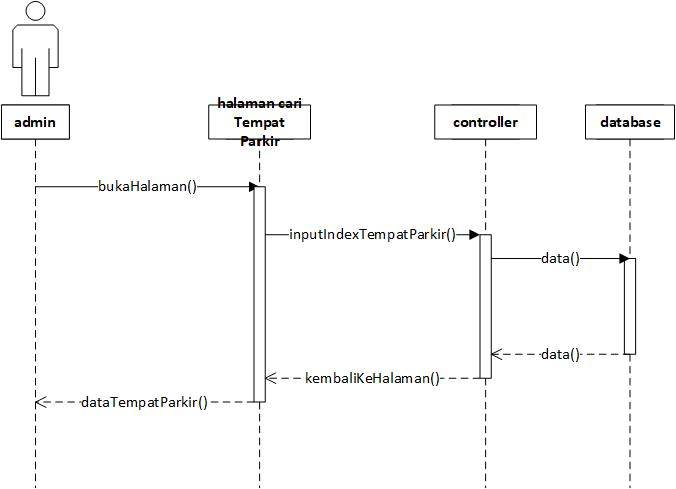 admin
halaman cari
Tempat
Parkir
controller
database
bukaHalaman()
inputIndexTempatParkir()
data()
data()
kembaliKeHalaman()
dataTempatParkir()